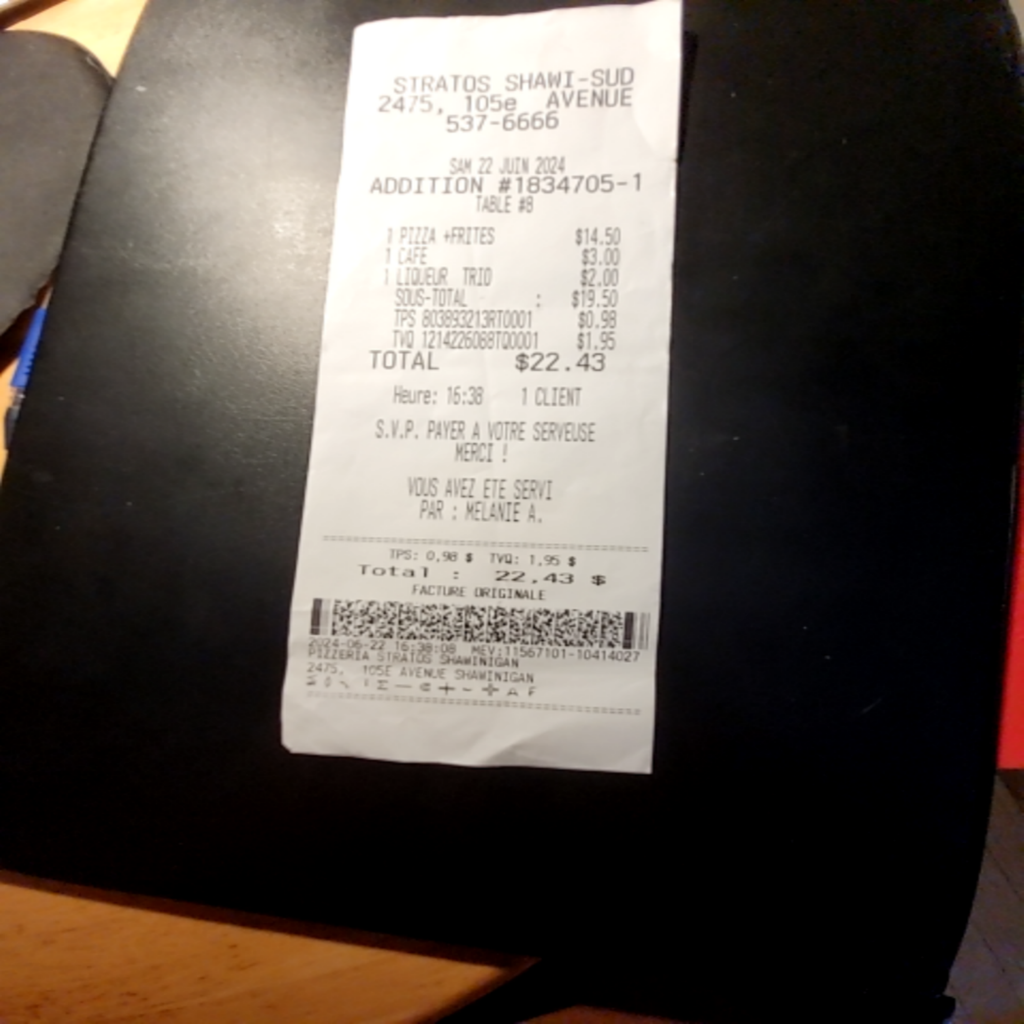 STRATOS SHAWI-SUD
2475, 105e AVENUE
537-6666
SAM 22 JUIN 2024
ADDITION #1834705-1
TABLE #8
1 PIZZA +FRITES $14.50
1 CAFE $3.00
1 LIQUEUR TRIO $2.00
SOUS-TOTAL : $19.50
TPS 803893213RT0001 $0.98
TVQ 1214226088TQ0001 $1.95
TOTAL $22.43
Heure: 16:38 1 CLIENT
S.V.P. PAYER A VOTRE SERVEUSE
MERCI !
VOUS AVEZ ETE SERVI
PAR : MELANIE A.
TPS: 0,98 $ TVQ: 1,95 $
Total : 22,43 $
FACTURE ORIGINALE
2024-06-22 16:38:08 MEV:11567101-10414027
PIZZERIA STRATOS SHAWINIGAN
2475, 105E AVENUE SHAWINIGAN